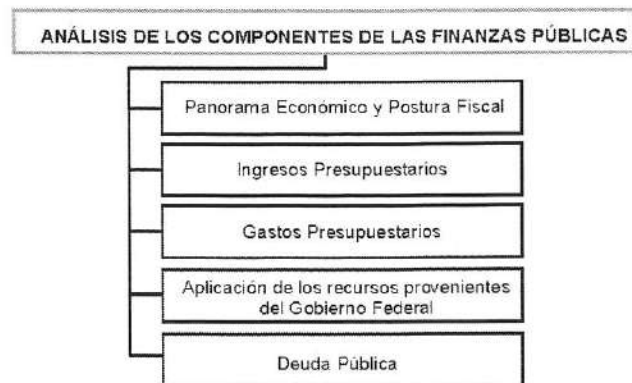 ANÁLISIS DE LOS COMPONENTES DE LAS FINANZAS PÚBLICAS
Panorama Económico y Postura Fiscal
Ingresos Presupuestarios
Gastos Presupuestarios
Aplicación de los recursos provenientes
del Gobierno Federal
Deuda Pública